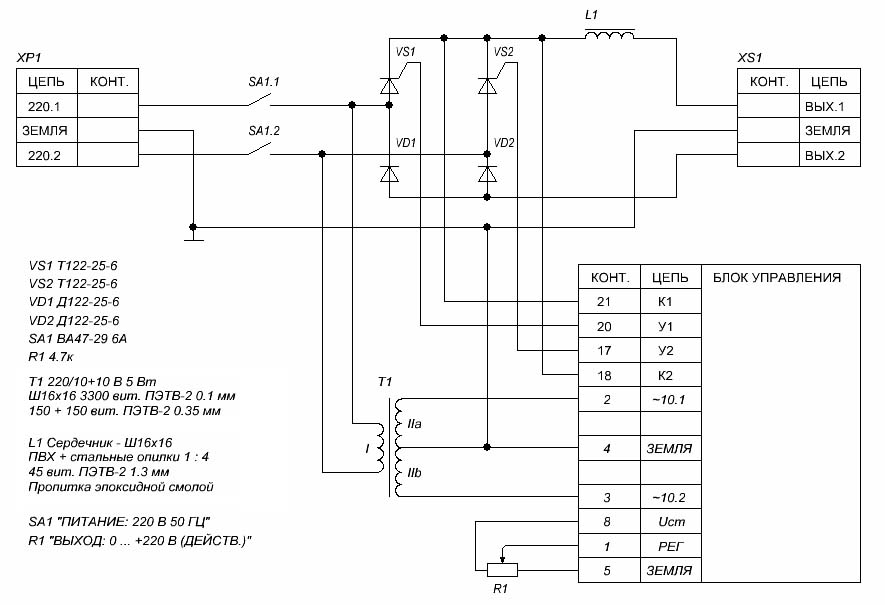 L1
XP1
VS1
VS2
XS1
ЦЕПЬ КОНТ.
SA1.1
КОНТ. ЦЕПЬ
220.1
ВЫХ.1
ЗЕМЛЯ
SA1.2
ЗЕМЛЯ
220.2
VD1
VD2
ВЫХ.2
VS1 Т122-25-6
VS2 Т122-25-6
VD1 Д122-25-6
VD2 Д122-25-6
SA1 ВА47-29 6А
R1 4.7к
T1 220/10+10 В 5 Вт
Ш16х16 3300 вит. ПЭТВ-2 0.1 мм
150 + 150 вит. ПЭТВ-2 0.35 мм
L1 Сердечник - Ш16х16
ПВХ + стальные опилки 1 : 4
45 вит. ПЭТВ-2 1.3 мм
Пропитка эпоксидной смолой
SA1 "ПИТАНИЕ: 220 В 50 ГЦ"
R1 "ВЫХОД: 0 ... +220 В (ДЕЙСТВ.)"
T1
I
IIa
IIb
R1
КОНТ. ЦЕПЬ БЛОК УПРАВЛЕНИЯ
21 К1
20 У1
17 У2
18 К2
2 ~10.1
4 ЗЕМЛЯ
3 ~10.2
8 Uст
1 РЕГ
5 ЗЕМЛЯ